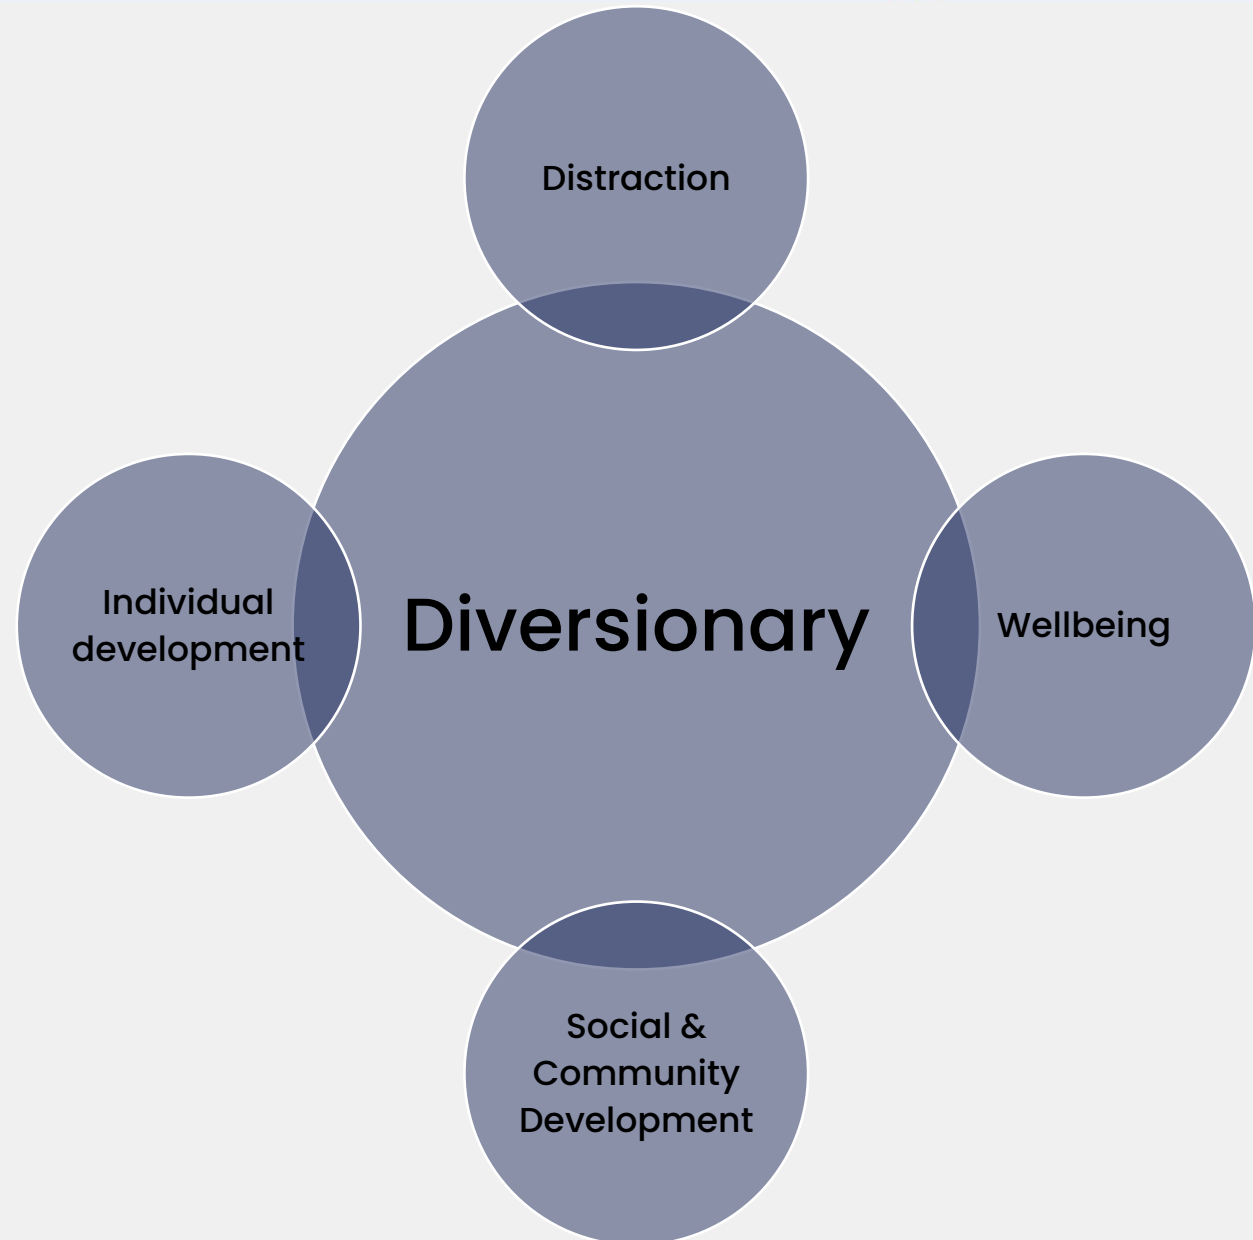 Distraction
Individual
development
Diversionary
Wellbeing
Social &
Community
Development